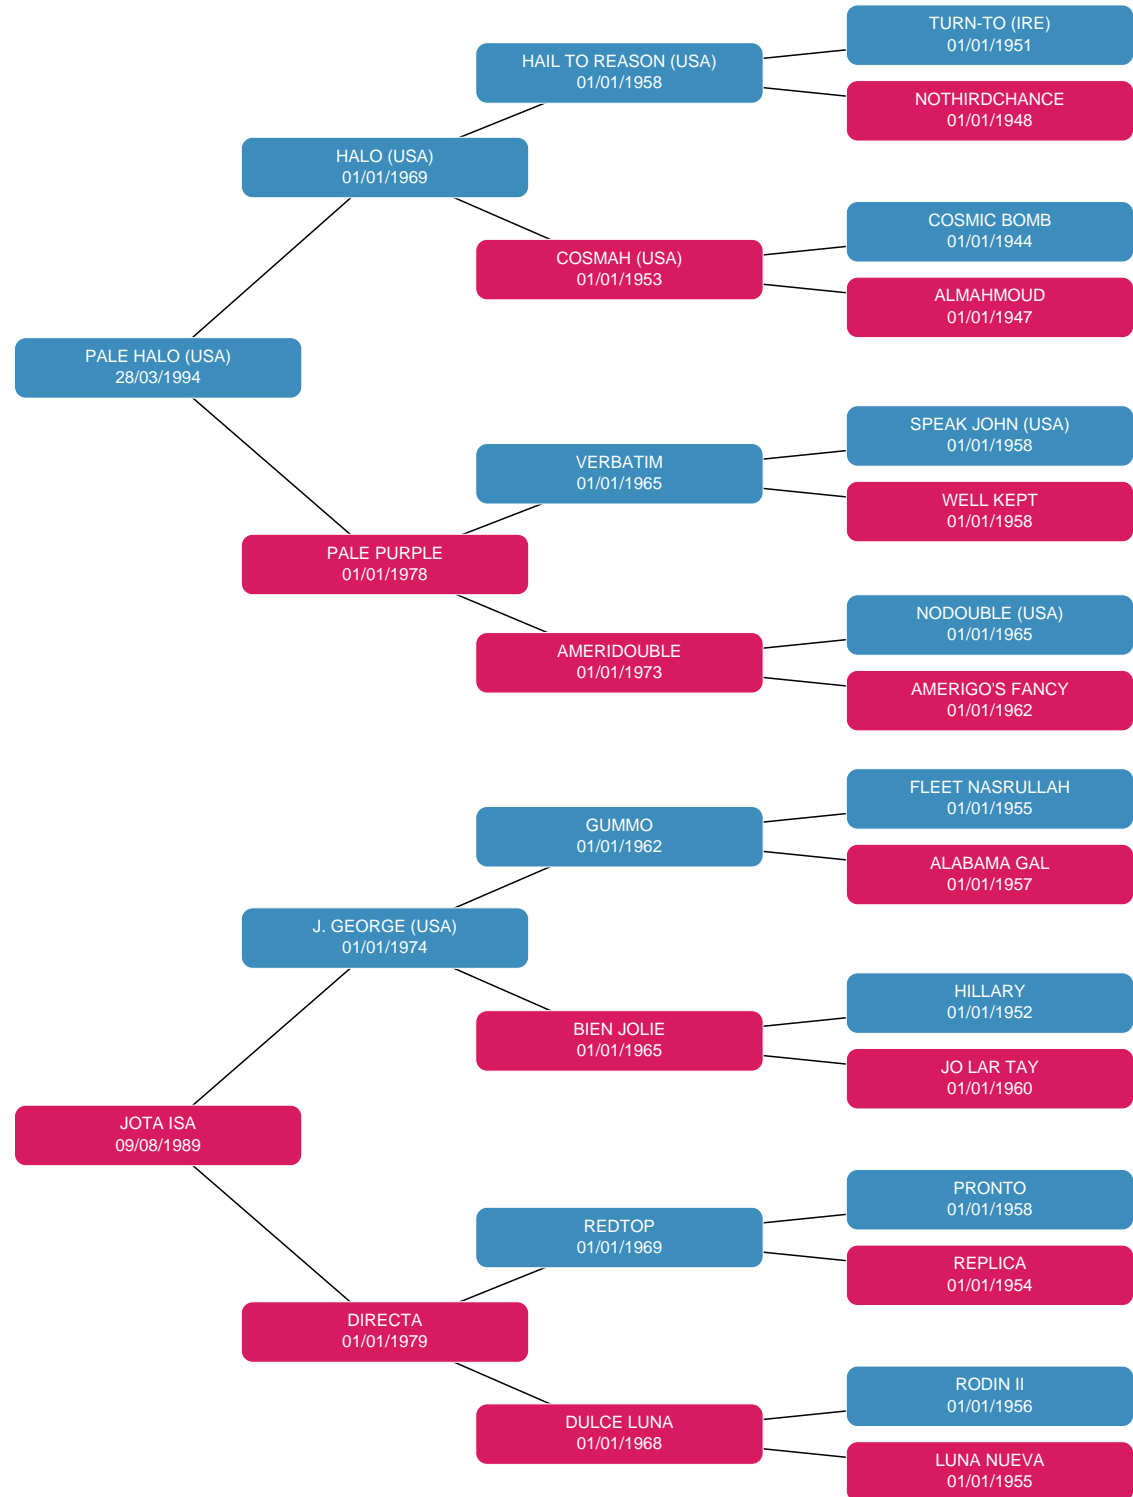 TURN-TO (IRE)
01/01/1951
HAIL TO REASON (USA)
01/01/1958
NOTHIRDCHANCE
01/01/1948
HALO (USA)
01/01/1969
COSMIC BOMB
01/01/1944
COSMAH (USA)
01/01/1953
ALMAHMOUD
01/01/1947
PALE HALO (USA)
28/03/1994
SPEAK JOHN (USA)
01/01/1958
VERBATIM
01/01/1965
WELL KEPT
01/01/1958
PALE PURPLE
01/01/1978
NODOUBLE (USA)
01/01/1965
AMERIDOUBLE
01/01/1973
AMERIGO'S FANCY
01/01/1962
FLEET NASRULLAH
01/01/1955
GUMMO
01/01/1962
ALABAMA GAL
01/01/1957
J. GEORGE (USA)
01/01/1974
HILLARY
01/01/1952
BIEN JOLIE
01/01/1965
JO LAR TAY
01/01/1960
JOTA ISA
09/08/1989
PRONTO
01/01/1958
REDTOP
01/01/1969
REPLICA
01/01/1954
DIRECTA
01/01/1979
RODIN II
01/01/1956
DULCE LUNA
01/01/1968
LUNA NUEVA
01/01/1955